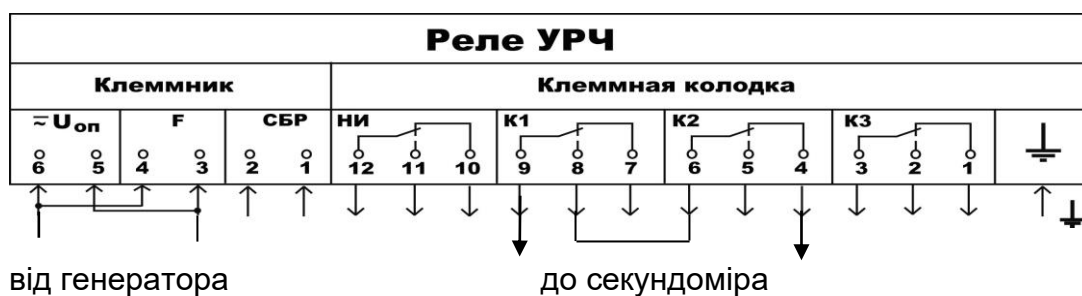 Реле УРЧ
Клеммник Клеммная колодка
≂ Uоп F СБР НИ К1 К2 К3
6 5 4 3 2 1 12 11 10 9 8 7 6 5 4 3 2 1
від генератора до секундоміра